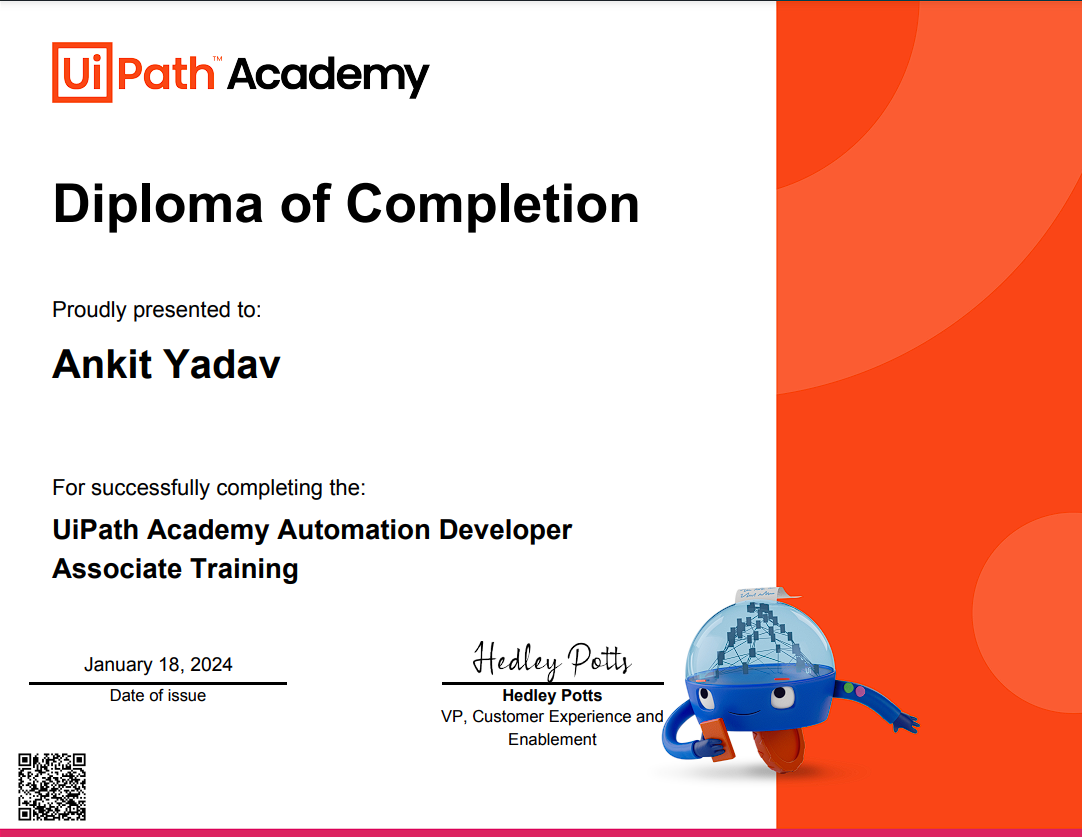 UiPath™ Academy
Diploma of Completion
Proudly presented to:
Ankit Yadav
For successfully completing the:
UiPath Academy Automation Developer
Associate Training
January 18, 2024
Date of issue
Hedley Potts
Hedley Potts
VP, Customer Experience and
Enablement